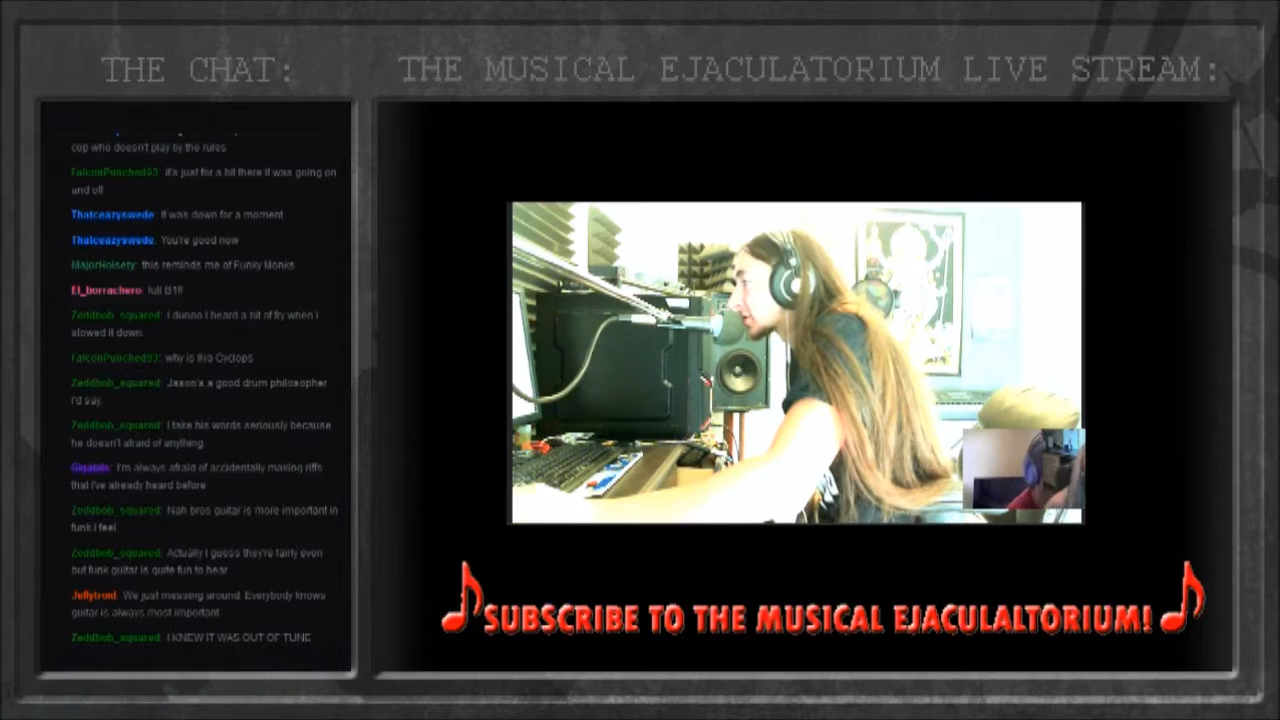 THE CHAT:
THE MUSICAL EJACULATORIUM LIVE STREAM:
cop who doesn't play by the rules
FalconPunched93: it's just for a bit there it was going on
and off
Thatceazyswede: If was down for a moment
Thatceazyswede: You're good now
MajorHoisety: this reminds me of Funky Monks
El_borrachero: full B1!!
Zeddbob_squared: I dunno I heard a bit of fry when i
slowed it down.
FalconPunched93: why is Ilya Cyclops
Zeddbob_squared: Jaxon's a good drum philosopher
I'd say.
Zeddbob_squared: I take his words seriously because
he doesn't afraid of anything.
I'm always afraid of accidentally making riffs
that I've already heard before
Zeddbob_squared: Nah bros guitar is more important in
funk I feel.
Zeddbob_squared: Actually I guess they're fairly even
but funk guitar is quite fun to hear
Jellytroid: We just messing around. Everybody knows
guitar is always most important
Zeddbob_squared: I KNEW IT WAS OUT OF TUNE
SUBSCRIBE TO THE MUSICAL EJACULALTORIUM!